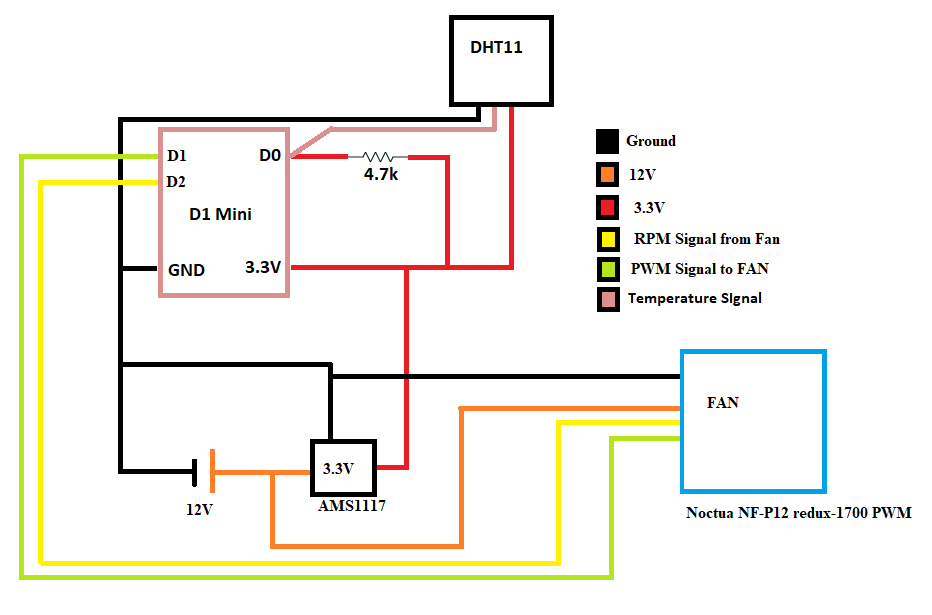 DHT11
D1
D0
D2
4.7k
D1 Mini
GND
3.3V
Ground
12V
3.3V
RPM Signal from Fan
PWM Signal to FAN
Temperature SIgnal
FAN
3.3V
12V
AMS1117
Noctua NF-P12 redux-1700 PWM